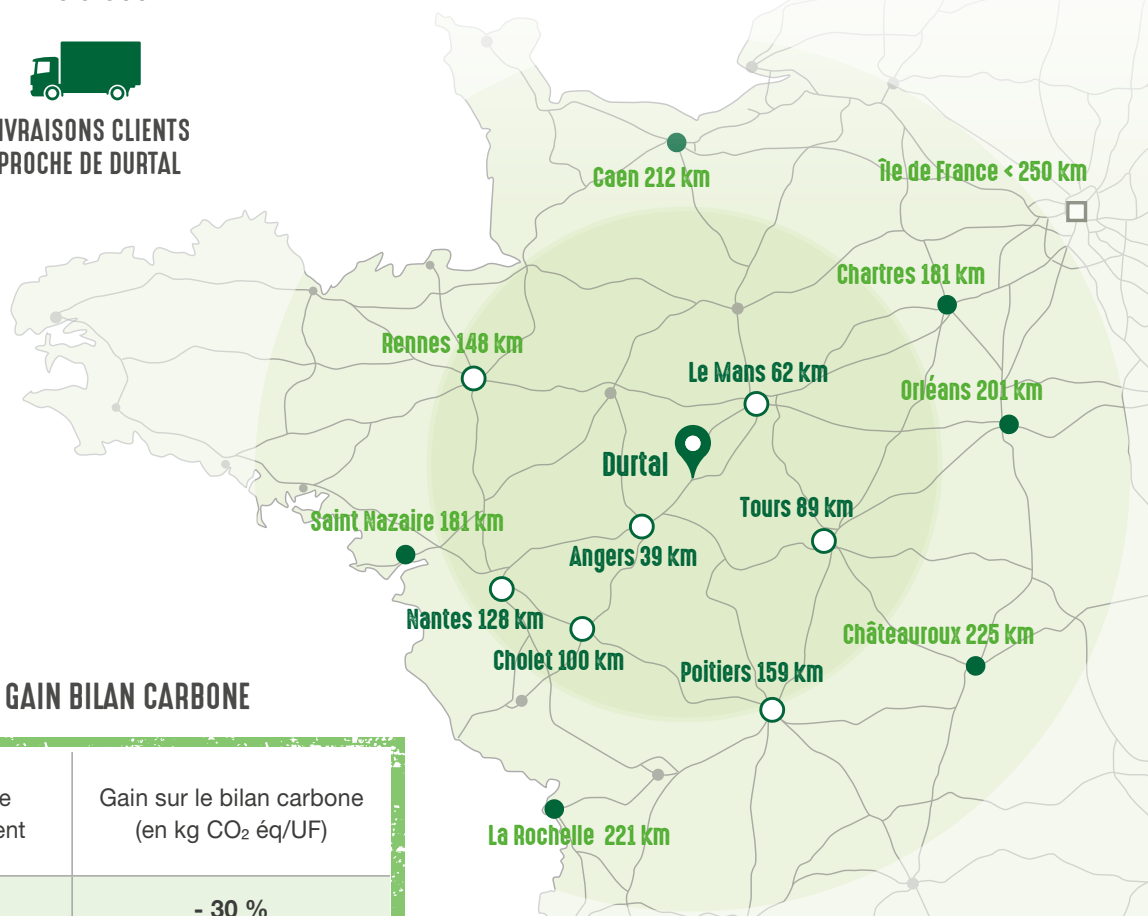 IVRAISONS CLIENTS
PROCHE DE DURTAL
Caen 212 km
île de France < 250 km
Chartres 181 km
Rennes 148 km
Le Mans 62 km
Orléans 201 km
Durtal
Tours 89 km
Saint Nazaire 181 km
Angers 39 km
Nantes 128 km
Châteauroux 225 km
Cholet 100 km
Poitiers 159 km
La Rochelle 221 km
GAIN BILAN CARBONE
e
ent
Gain sur le bilan carbone
(en kg CO₂ éq/UF)
- 30 %